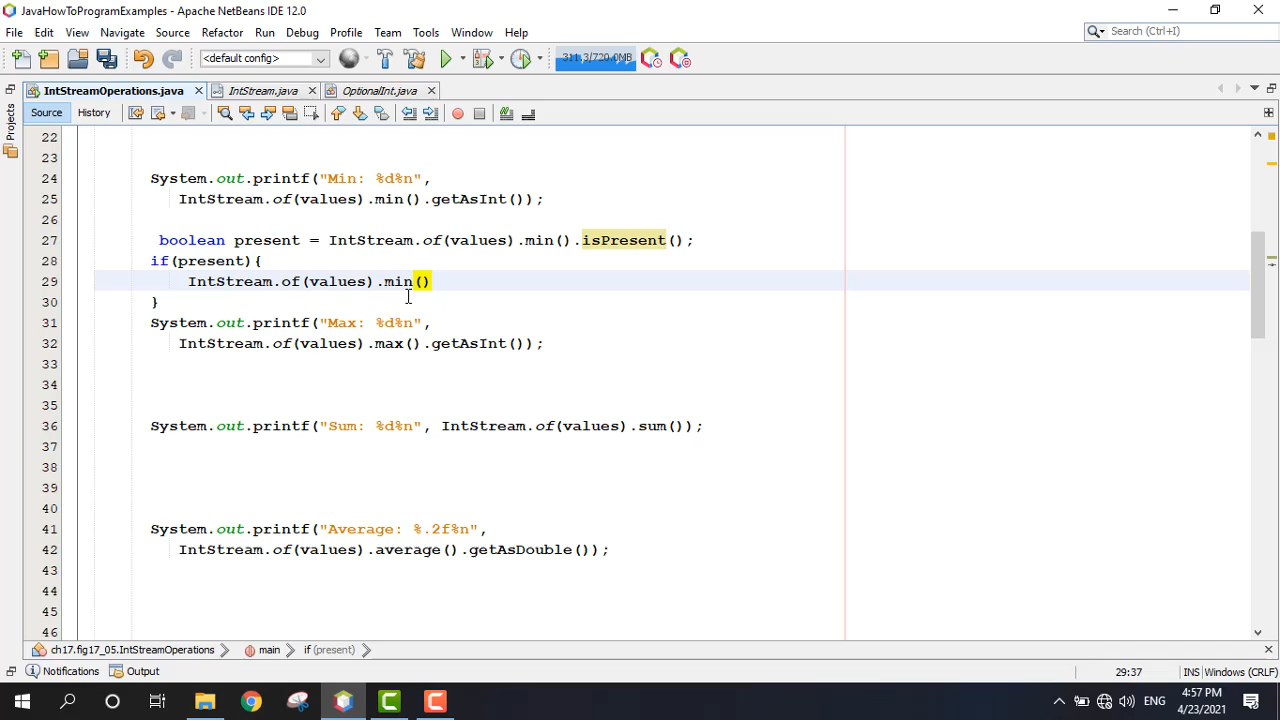 JavaHowToProgramExamples - Apache NetBeans IDE 12.0
File Edit View Navigate Source Refactor Run Debug Profile Team Tools Window Help
Search (Ctrl+I)
<default config>
311.3/720.0MB
IntStreamOperations.java
IntStream.java
OptionalInt.java
Projects
Source History
22
23
24 System.out.printf("Min: %d%n",
25 IntStream.of(values).min().getAsInt());
26
27 boolean present = IntStream.of(values).min().isPresent();
28 if(present){
29 IntStream.of(values).min()
30 }
31 System.out.printf("Max: %d%n",
32 IntStream.of(values).max().getAsInt());
33
34
35
36 System.out.printf("Sum: %d%n", IntStream.of(values).sum());
37
38
39
40
41 System.out.printf("Average: %.2f%n",
42 IntStream.of(values).average().getAsDouble());
43
44
45
46
ch17.fig17_05.IntStreamOperations main if (present)
Notifications Output
29:37 INS Windows (CRLF)
ENG
4:57 PM
4/23/2021